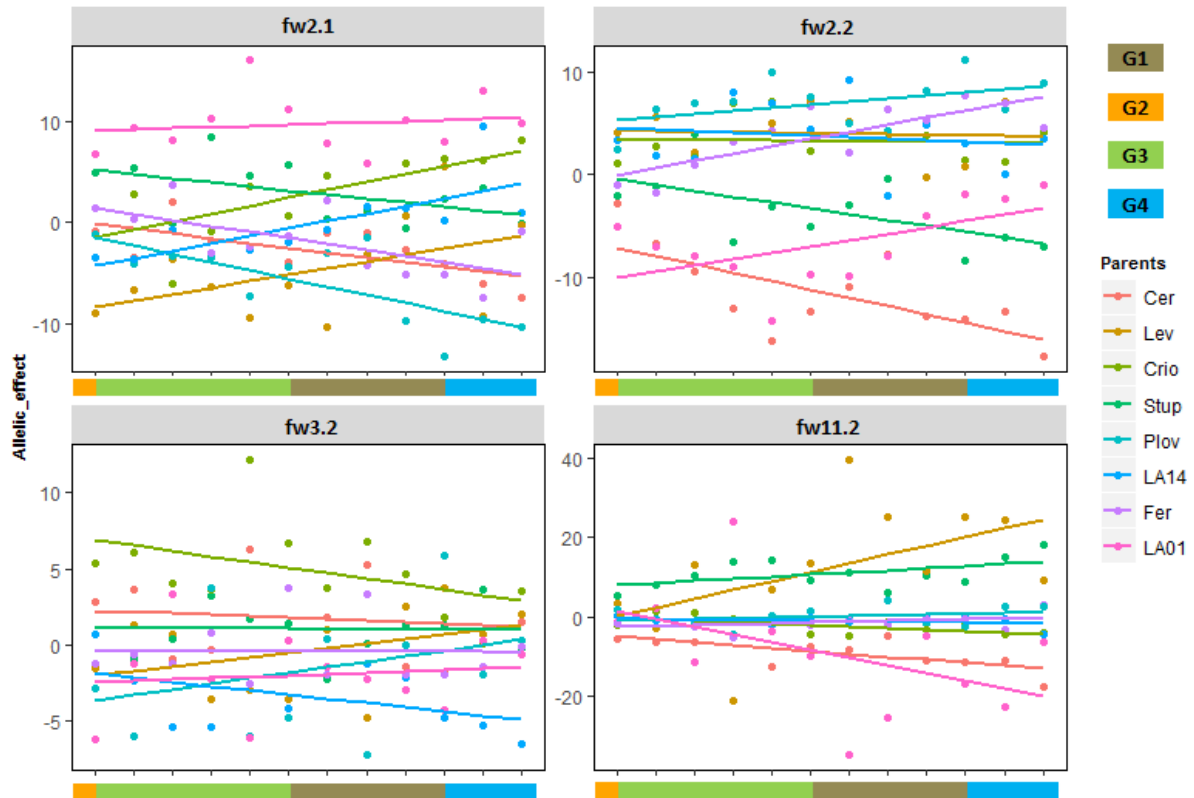 fw2.1
fw2.2
10
0
-10
10
0
-10
Allelic_effect
fw3.2
fw11.2
10
5
0
-5
40
20
0
-20
G1
G2
G3
G4
Parents
Cer
Lev
Crio
Stup
Plov
LA14
Fer
LA01